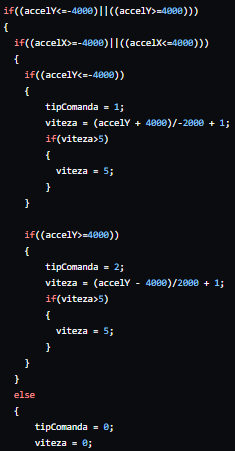 if((accelY<=-4000)||((accelY>=4000)))
{
  if((accelX>=-4000)||((accelX<=4000)))
  {
    if((accelY<=-4000))
    {
        tipComanda = 1;
        viteza = (accelY + 4000)/-2000 + 1;
        if(viteza>5)
        {
          viteza = 5;
        }
    }

    if((accelY>=4000))
    {
        tipComanda = 2;
        viteza = (accelY - 4000)/2000 + 1;
        if(viteza>5)
        {
          viteza = 5;
        }
    }
  }
  else
  {
      tipComanda = 0;
      viteza = 0;